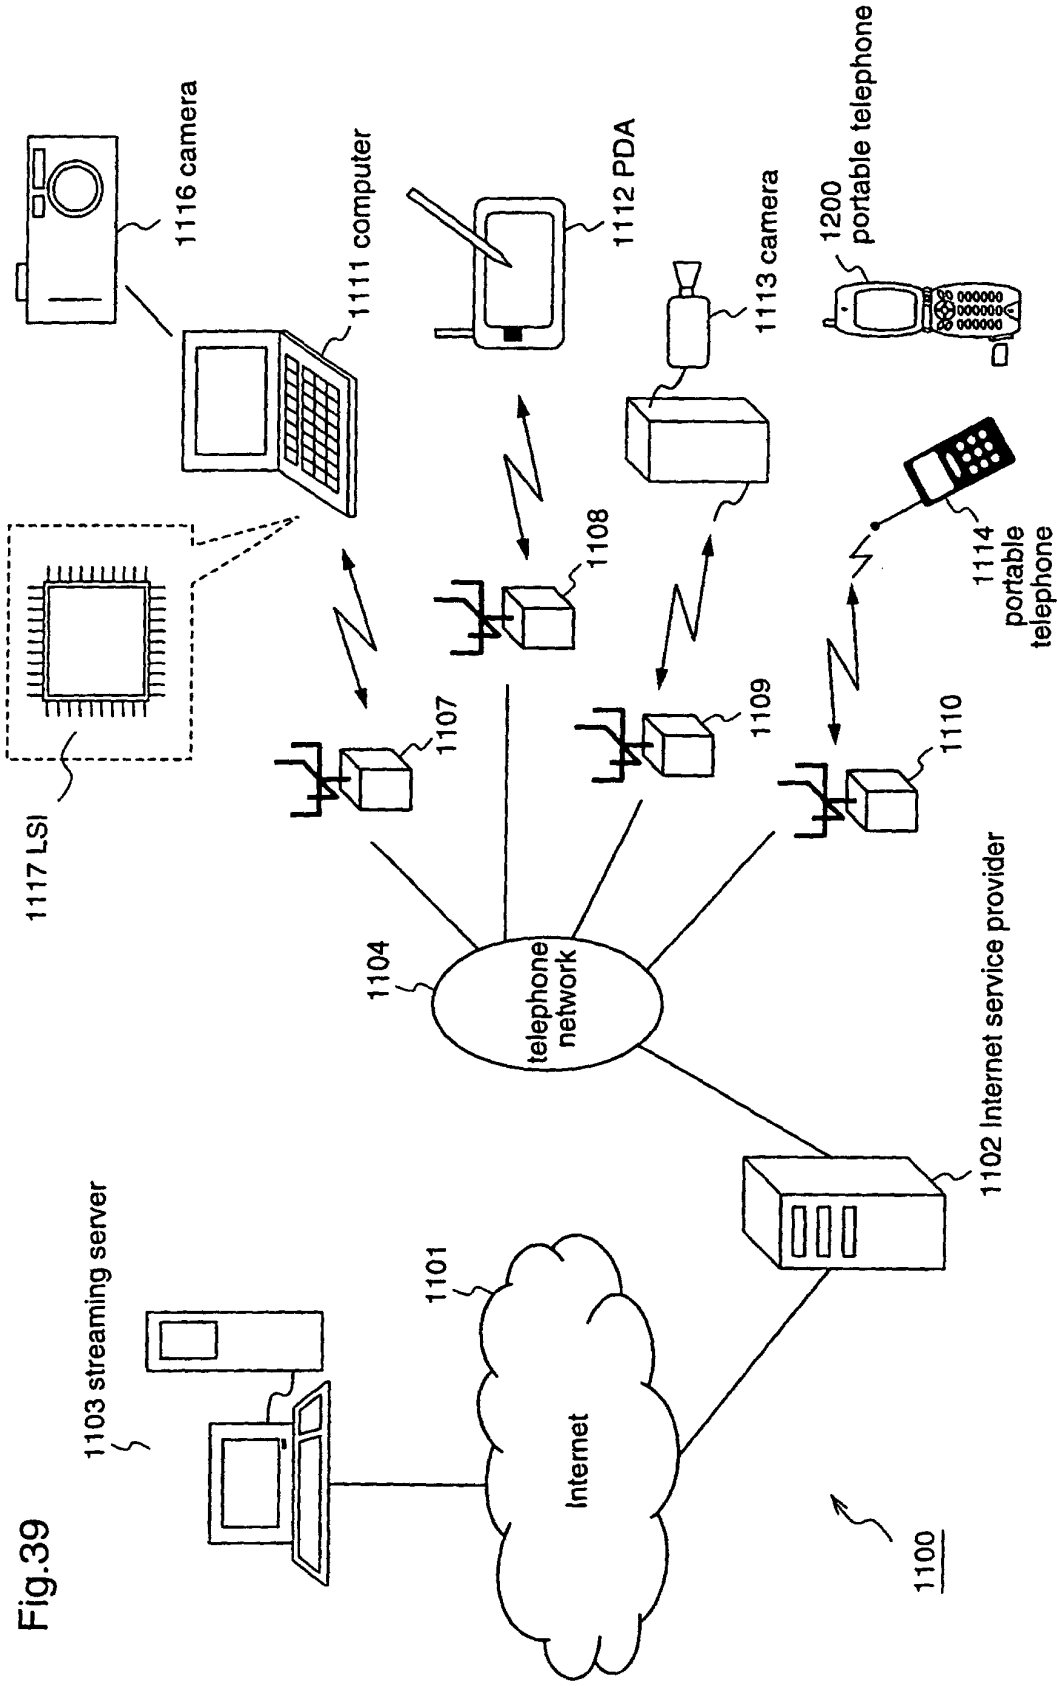 Fig.39
1103 streaming server
1101
Internet
1100
1102 Internet service provider
1104
telephone
network
1117 LSI
1107
1108
1109
1110
1116 camera
1111 computer
1112 PDA
1113 camera
1114
portable
telephone
1200
portable telephone